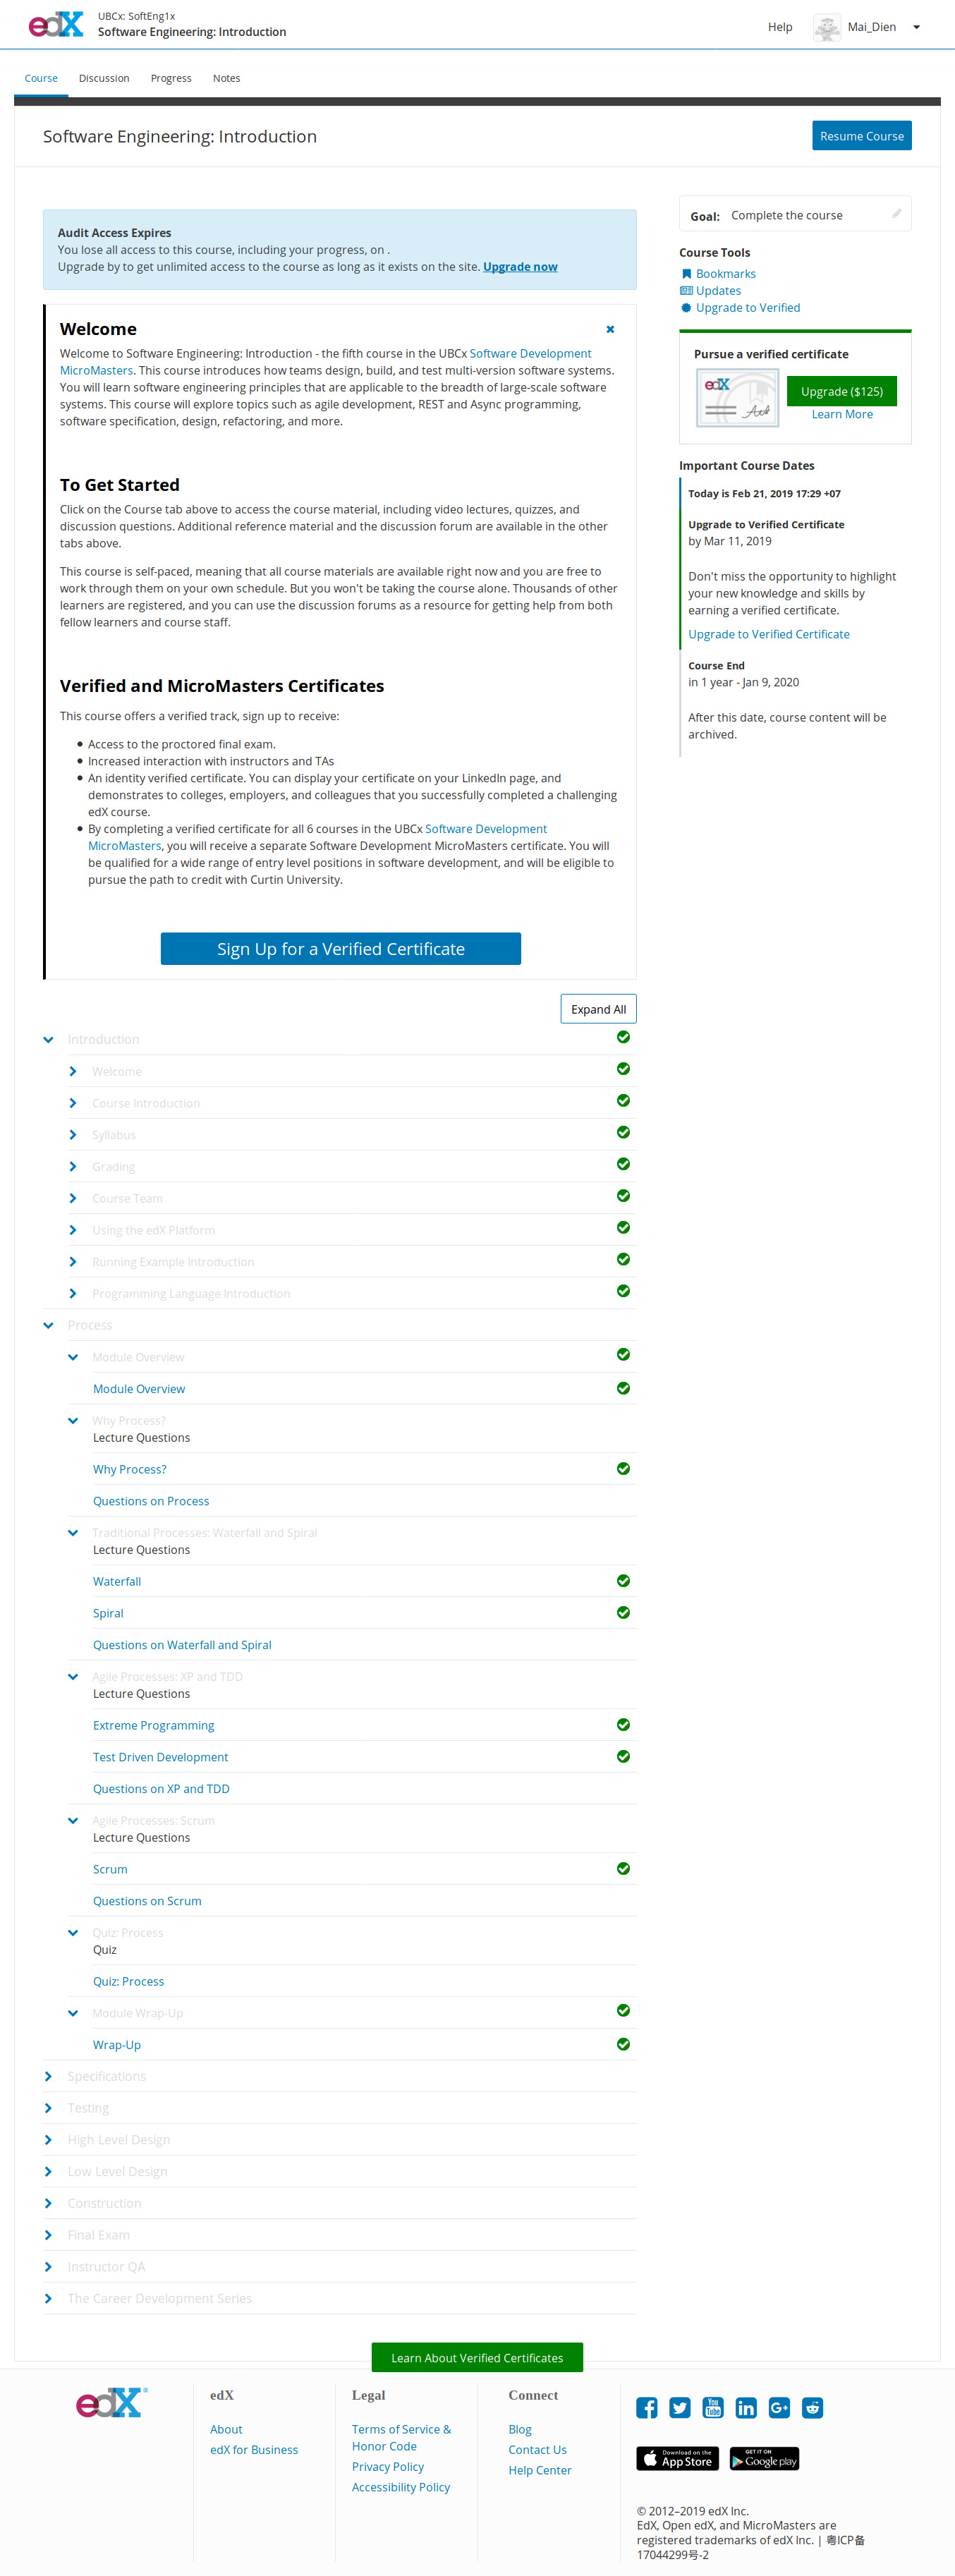 edX
UBCx: SoftEng1x
Software Engineering: Introduction
Help
Mai_Dien
Course
Discussion
Progress
Notes
Software Engineering: Introduction
Resume Course
Audit Access Expires
You lose all access to this course, including your progress, on .
Upgrade by to get unlimited access to the course as long as it exists on the site. Upgrade now
Welcome
Welcome to Software Engineering: Introduction - the fifth course in the UBCx Software Development
MicroMasters. This course introduces how teams design, build, and test multi-version software systems.
You will learn software engineering principles that are applicable to the breadth of large-scale software
systems. This course will explore topics such as agile development, REST and Async programming,
software specification, design, refactoring, and more.
To Get Started
Click on the Course tab above to access the course material, including video lectures, quizzes, and
discussion questions. Additional reference material and the discussion forum are available in the other
tabs above.
This course is self-paced, meaning that all course materials are available right now and you are free to
work through them on your own schedule. But you won't be taking the course alone. Thousands of other
learners are registered, and you can use the discussion forums as a resource for getting help from both
fellow learners and course staff.
Verified and MicroMasters Certificates
This course offers a verified track, sign up to receive:
Access to the proctored final exam.
Increased interaction with instructors and TAs
An identity verified certificate. You can display your certificate on your LinkedIn page, and
demonstrates to colleges, employers, and colleagues that you successfully completed a challenging
edX course.
By completing a verified certificate for all 6 courses in the UBCx Software Development
MicroMasters, you will receive a separate Software Development MicroMasters certificate. You will
be qualified for a wide range of entry level positions in software development, and will be eligible to
pursue the path to credit with Curtin University.
Sign Up for a Verified Certificate
Goal: Complete the course
Course Tools
Bookmarks
Updates
Upgrade to Verified
Pursue a verified certificate
edX
Upgrade ($125)
Learn More
Important Course Dates
Today is Feb 21, 2019 17:29 +07
Upgrade to Verified Certificate
by Mar 11, 2019
Don't miss the opportunity to highlight
your new knowledge and skills by
earning a verified certificate.
Upgrade to Verified Certificate
Course End
in 1 year - Jan 9, 2020
After this date, course content will be
archived.
Expand All
Introduction
Welcome
Course Introduction
Syllabus
Grading
Course Team
Using the edX Platform
Running Example Introduction
Programming Language Introduction
Process
Module Overview
Module Overview
Why Process?
Lecture Questions
Why Process?
Questions on Process
Traditional Processes: Waterfall and Spiral
Lecture Questions
Waterfall
Spiral
Questions on Waterfall and Spiral
Agile Processes: XP and TDD
Lecture Questions
Extreme Programming
Test Driven Development
Questions on XP and TDD
Agile Processes: Scrum
Lecture Questions
Scrum
Questions on Scrum
Quiz: Process
Quiz
Quiz: Process
Module Wrap-Up
Wrap-Up
Specifications
Testing
High Level Design
Low Level Design
Construction
Final Exam
Instructor QA
The Career Development Series
Learn About Verified Certificates
edX
edX
About
edX for Business
Legal
Terms of Service &
Honor Code
Privacy Policy
Accessibility Policy
Connect
Blog
Contact Us
Help Center
You
Tube
in
G+
Download on the
App Store
GET IT ON
Google play
© 2012–2019 edX Inc.
EdX, Open edX, and MicroMasters are
registered trademarks of edX Inc. | 粤ICP备
17044299号-2